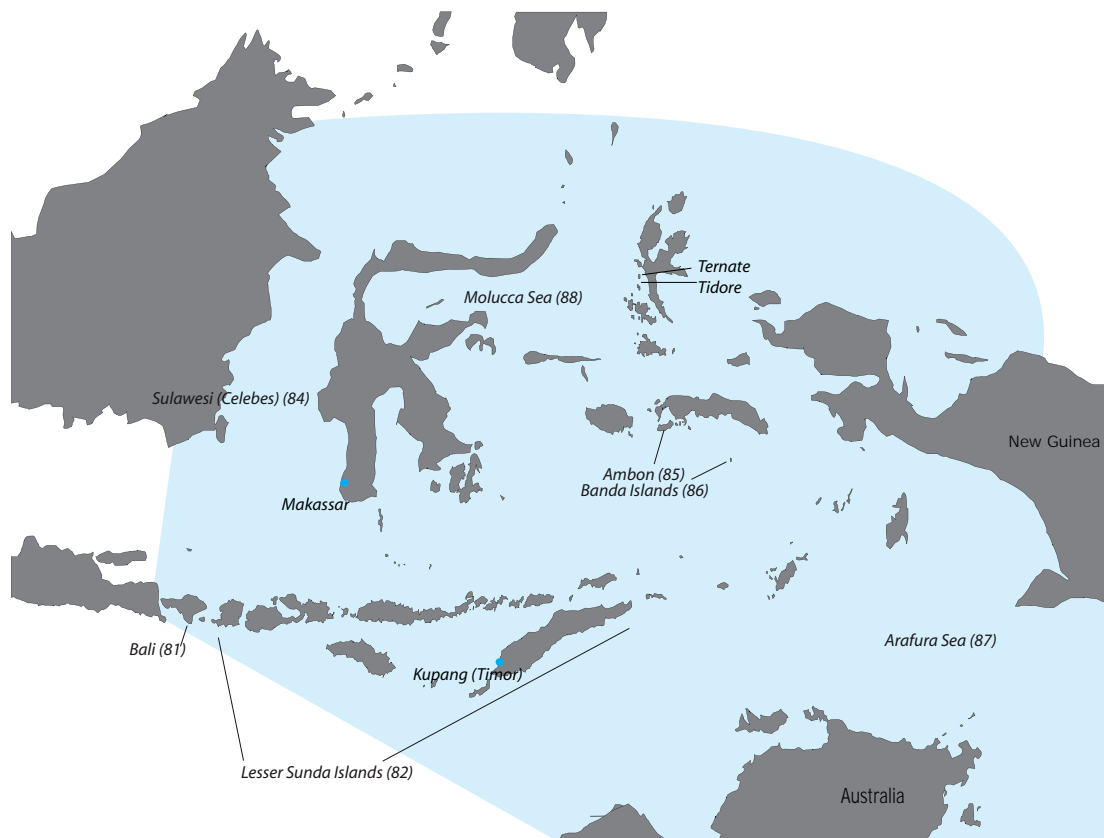 Ternate
Tidore
Molucca Sea (88)
Sulawesi (Celebes) (84)
New Guinea
Ambon (85)
Banda Islands (86)
Makassar
Arafura Sea (87)
Bali (81)
Kupang (Timor)
Lesser Sunda Islands (82)
Australia